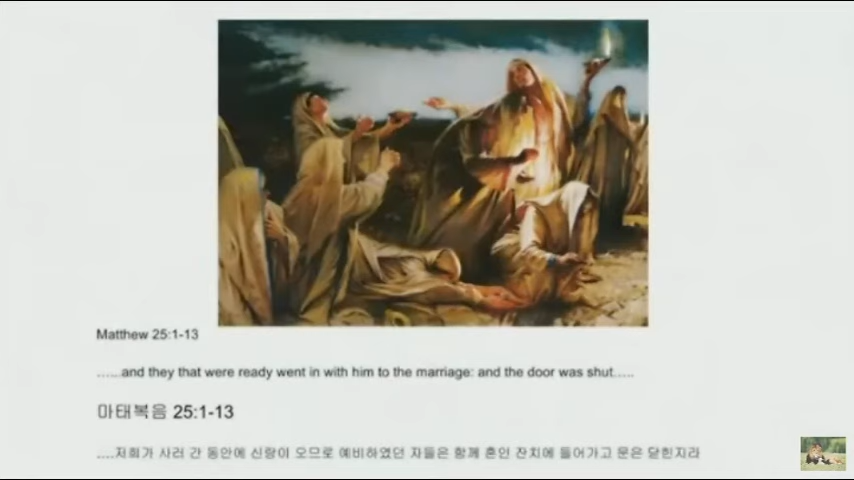 Matthew 25:1-13
......and they that were ready went in with him to the marriage: and the door was shut.....
마태복음 25:1-13
.....저희가 사러 간 동안에 신랑이 오므로 예비하였던 자들은 함께 혼인 잔치에 들어가고 문은 닫힌지라